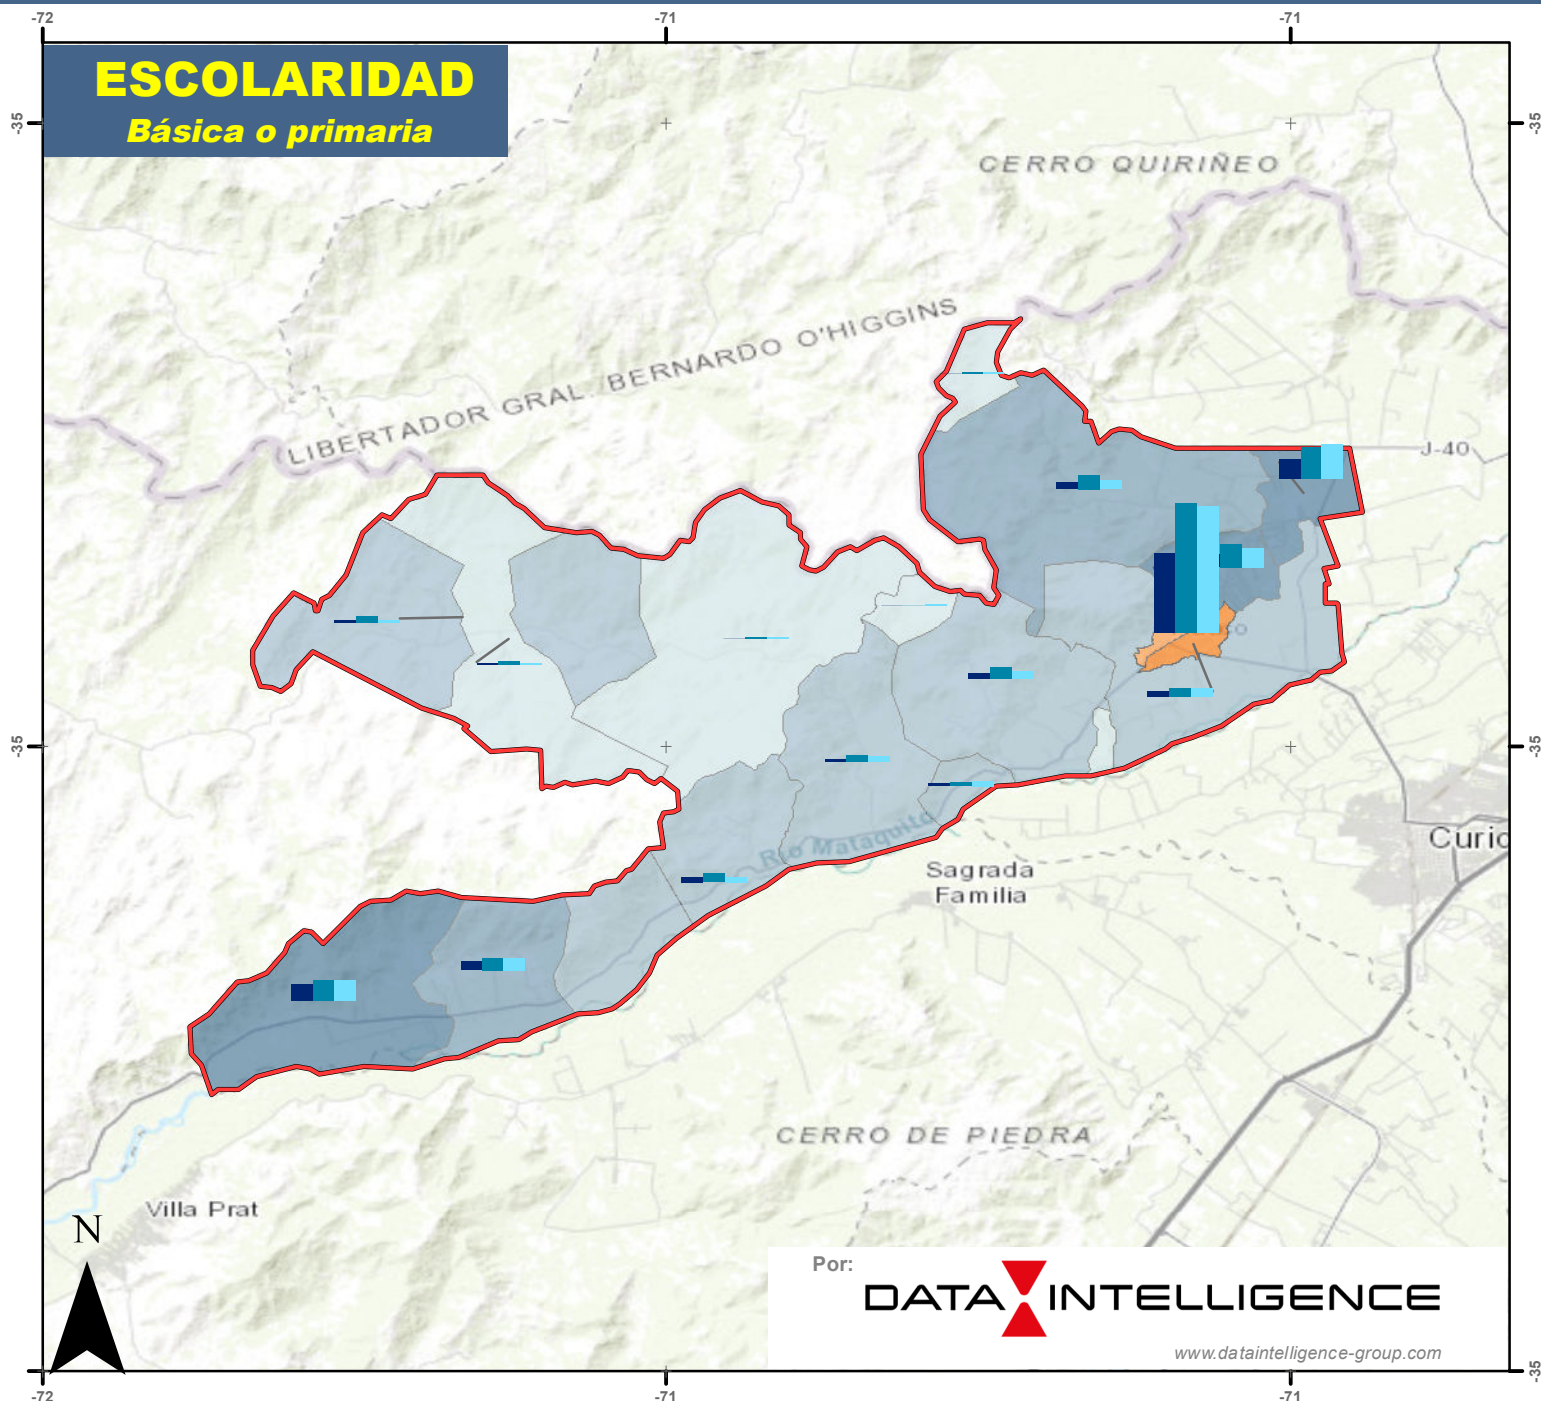 -72
-71
-71
ESCOLARIDAD
Básica o primaria
-35
-35
CERRO QUIRIÑEO
LIBERTADOR GRAL. BERNARDO O'HIGGINS
J-40
-35
-35
Río Mataquito
Curic
Sagrada
Familia
CERRO DE PIEDRA
Villa Prat
N
Por:
DATA INTELLIGENCE
www.dataintelligence-group.com
-35
-72
-71
-71